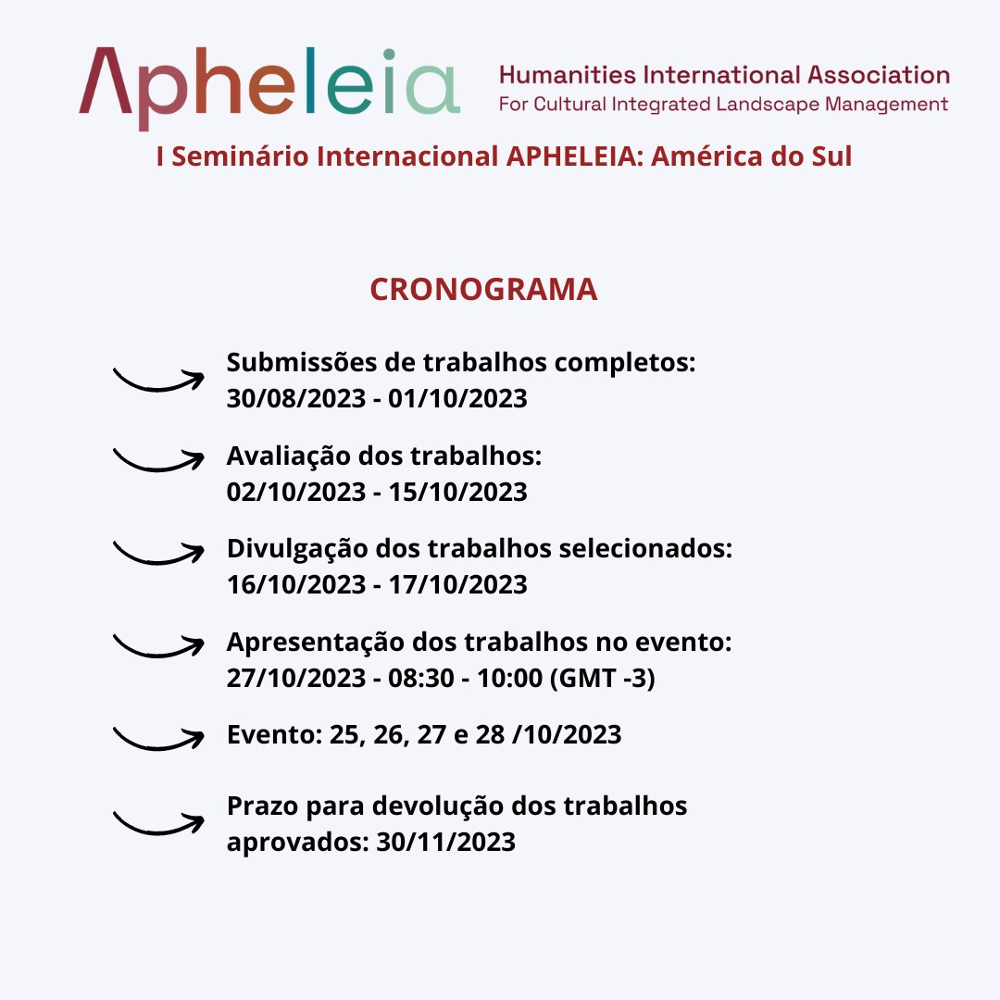 Apheleia
Humanities International Association
For Cultural Integrated Landscape Management
I Seminário Internacional APHELEIA: América do Sul
CRONOGRAMA
Submissões de trabalhos completos:
30/08/2023 - 01/10/2023
Avaliação dos trabalhos:
02/10/2023 - 15/10/2023
Divulgação dos trabalhos selecionados:
16/10/2023 - 17/10/2023
Apresentação dos trabalhos no evento:
27/10/2023 - 08:30 - 10:00 (GMT -3)
Evento: 25, 26, 27 e 28 /10/2023
Prazo para devolução dos trabalhos
aprovados: 30/11/2023